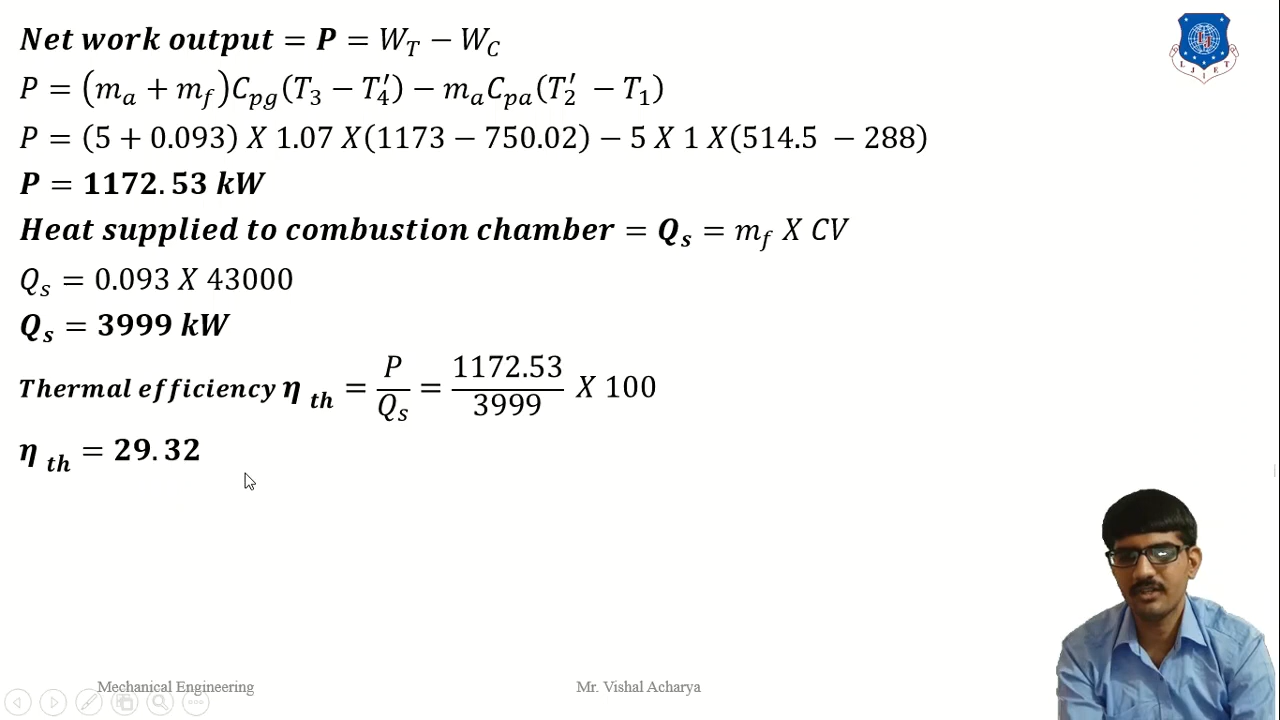 Net work output = P = W_T − W_C
P = (m_a + m_f)C_pg(T_3 − T_4′) − m_aC_pa(T_2′ − T_1)
P = (5 + 0.093) X 1.07 X(1173 − 750.02) − 5 X 1 X(514.5 − 288)
P = 1172.53 kW
Heat supplied to combustion chamber = Q_s = m_f X CV
Q_s = 0.093 X 43000
Q_s = 3999 kW
Thermal efficiency η_th = P/Q_s = 1172.53/3999 X 100
η_th = 29.32
LJIET
Mechanical Engineering
Mr. Vishal Acharya